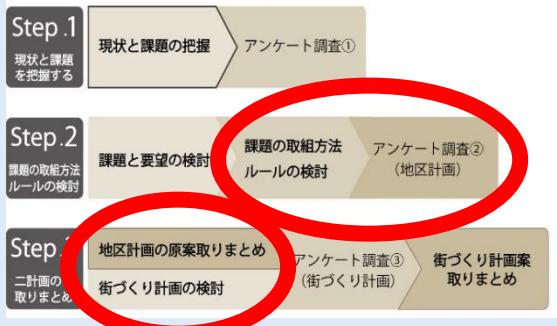 Step.1
現状と課題
を把握する
現状と課題の把握
アンケート調査①
Step.2
課題の取組方法
ルールの検討
課題と要望の検討
課題の取組方法
ルールの検討
アンケート調査②
(地区計画)
Step
二計画の
取りまとめ
地区計画の原案取りまとめ
街づくり計画の検討
アンケート調査③
(街づくり計画)
街づくり計画案
取りまとめ